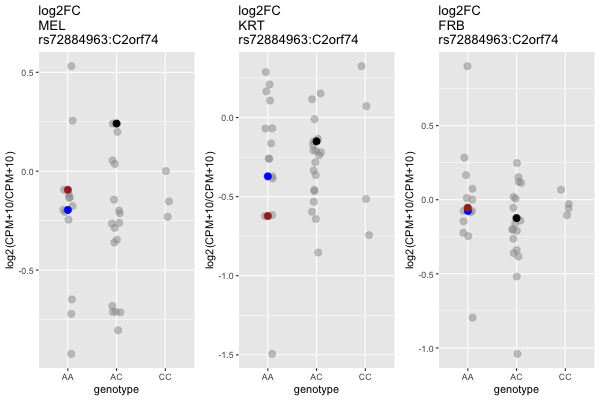 log2FC
MEL
rs72884963:C2orf74
log2(CPM+10/CPM+10)
0.5
0.0
-0.5
AA
AC
CC
genotype
log2FC
KRT
rs72884963:C2orf74
log2(CPM+10/CPM+10)
0.0
-0.5
-1.0
-1.5
AA
AC
CC
genotype
log2FC
FRB
rs72884963:C2orf74
log2(CPM+10/CPM+10)
0.5
0.0
-0.5
-1.0
AA
AC
CC
genotype